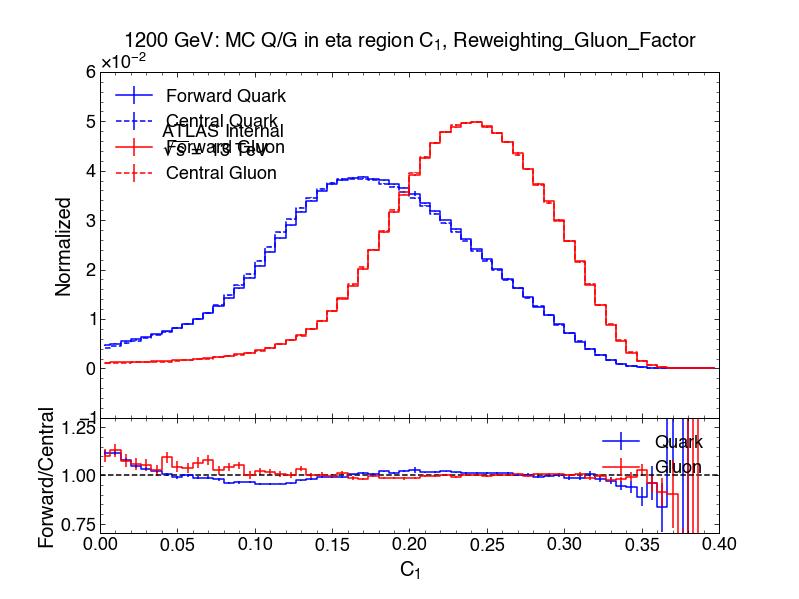 1200 GeV: MC Q/G in eta region C₁, Reweighting_Gluon_Factor
×10⁻²
6
5
4
3
2
1
0
−1
Normalized
Forward Quark
Central Quark
ATLAS Internal
Forward Gluon
√s = 13 TeV
Central Gluon
1.25
1.00
0.75
Forward/Central
Quark
Gluon
0.00 0.05 0.10 0.15 0.20 0.25 0.30 0.35 0.40
C₁